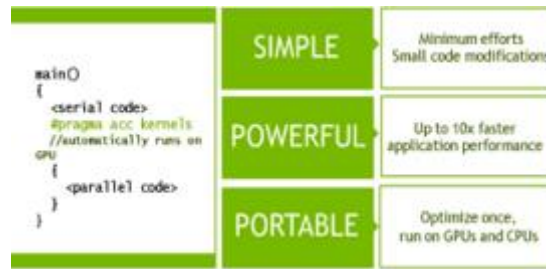 main()
{
<serial code>
#pragma acc kernels
//automatically runs on
GPU
{
<parallel code>
}
}
SIMPLE
Minimum efforts
Small code modifications
POWERFUL
Up to 10x faster
application performance
PORTABLE
Optimize once,
run on GPUs and CPUs